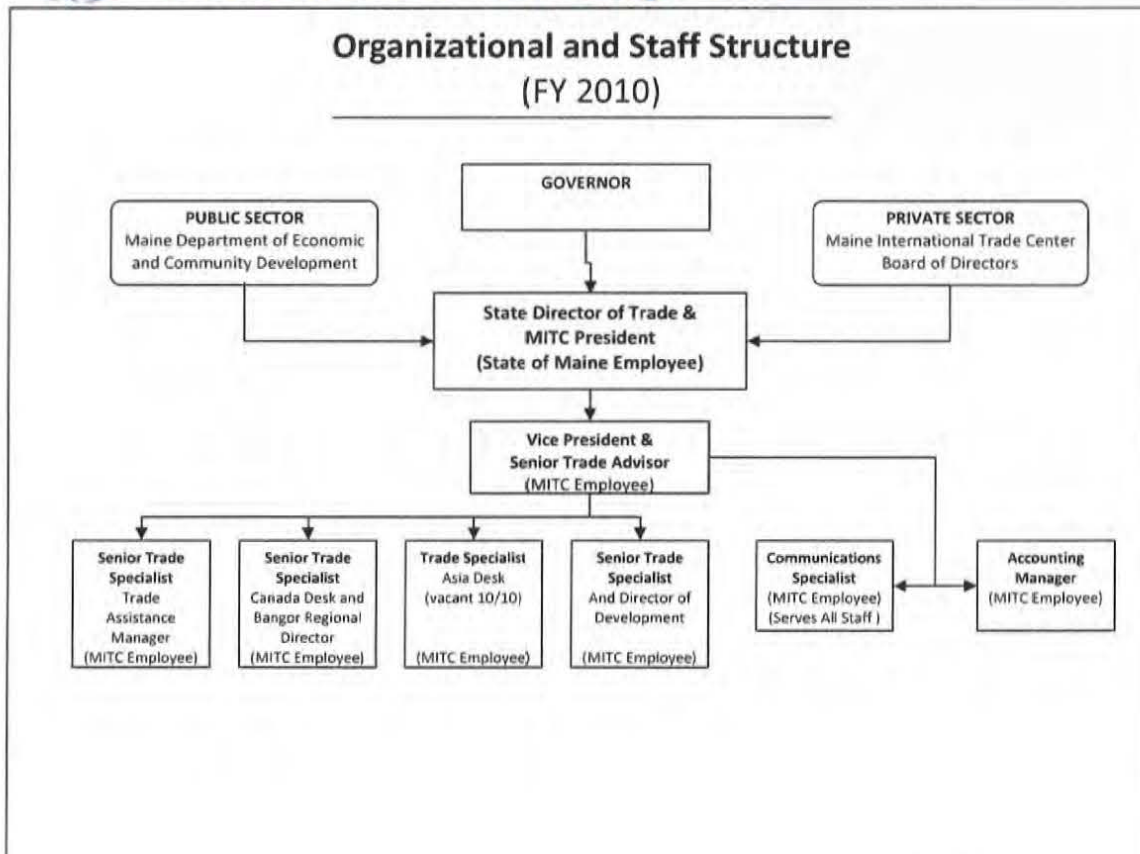 Organizational and Staff Structure
(FY 2010)
GOVERNOR
PUBLIC SECTOR
Maine Department of Economic
and Community Development
PRIVATE SECTOR
Maine International Trade Center
Board of Directors
State Director of Trade &
MITC President
(State of Maine Employee)
Vice President &
Senior Trade Advisor
(MITC Employee)
Senior Trade
Specialist
Trade
Assistance
Manager
(MITC Employee)
Senior Trade
Specialist
Canada Desk and
Bangor Regional
Director
(MITC Employee)
Trade Specialist
Asia Desk
(vacant 10/10)
(MITC Employee)
Senior Trade
Specialist
And Director of
Development
(MITC Employee)
Communications
Specialist
(MITC Employee)
(Serves All Staff )
Accounting
Manager
(MITC Employee)